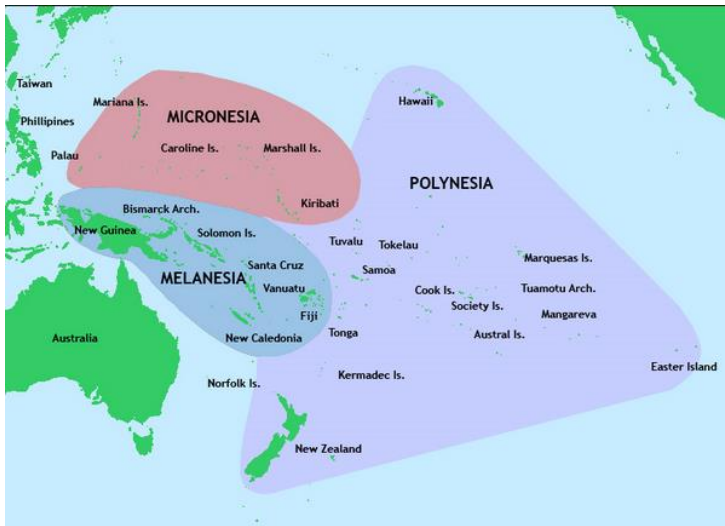 Taiwan
Mariana Is.
Hawaii
Phillipines
MICRONESIA
Palau
Caroline Is.
Marshall Is.
POLYNESIA
Kiribati
Bismarck Arch.
New Guinea
Solomon Is.
Tuvalu
Tokelau
Marquesas Is.
Santa Cruz
Samoa
MELANESIA
Vanuatu
Cook Is.
Tuamotu Arch.
Society Is.
Fiji
Mangareva
Australia
New Caledonia
Tonga
Austral Is.
Easter Island
Norfolk Is.
Kermadec Is.
New Zealand